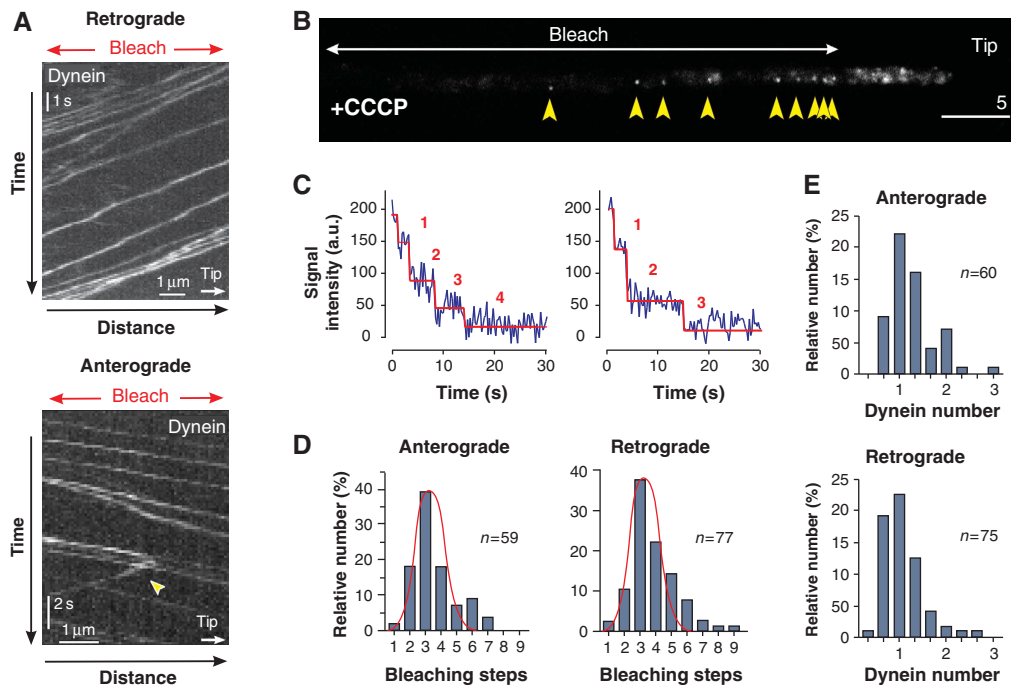 A
Retrograde
Bleach
Dynein
1 s
Time
Tip
1 μm
Distance
Anterograde
Bleach
Dynein
Time
2 s
1 μm
Tip
Distance
B
Bleach
Tip
+CCCP
5
C
Signal
intensity (a.u.)
200
150
100
50
0
1
2
3
4
0 10 20 30
Time (s)
200
150
100
50
0
1
2
3
0 10 20 30
Time (s)
D
Anterograde
Relative number (%)
40
30
20
10
0
n=59
1 2 3 4 5 6 7 8 9
Bleaching steps
Retrograde
Relative number (%)
40
30
20
10
0
n=77
1 2 3 4 5 6 7 8 9
Bleaching steps
E
Anterograde
Relative number (%)
25
20
15
50
10
0
n=60
1 2 3
Dynein number
Retrograde
Relative number (%)
25
20
15
10
50
0
n=75
1 2 3
Dynein number